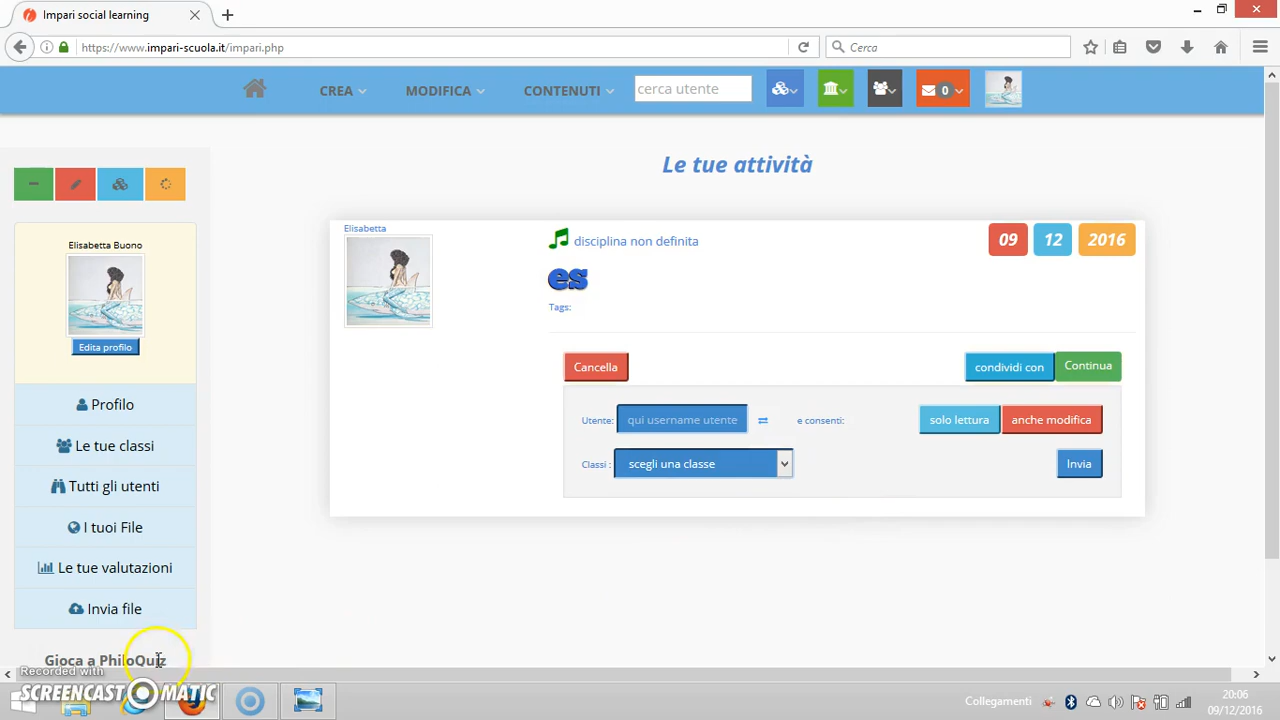 Impari social learning
https://www.impari-scuola.it/impari.php
Cerca
CREA
MODIFICA
CONTENUTI
cerca utente
0
Le tue attività
Elisabetta Buono
Edita profilo
Profilo
Le tue classi
Tutti gli utenti
I tuoi File
Le tue valutazioni
Invia file
Gioca a PhiloQuiz
Elisabetta
disciplina non definita
09 12 2016
es
Tags:
Cancella
condividi con
Continua
Utente:
qui username utente
e consenti:
solo lettura
anche modifica
Classi :
scegli una classe
Invia
Recorded with
SCREENCAST MATIC
Collegamenti
20:06
09/12/2016